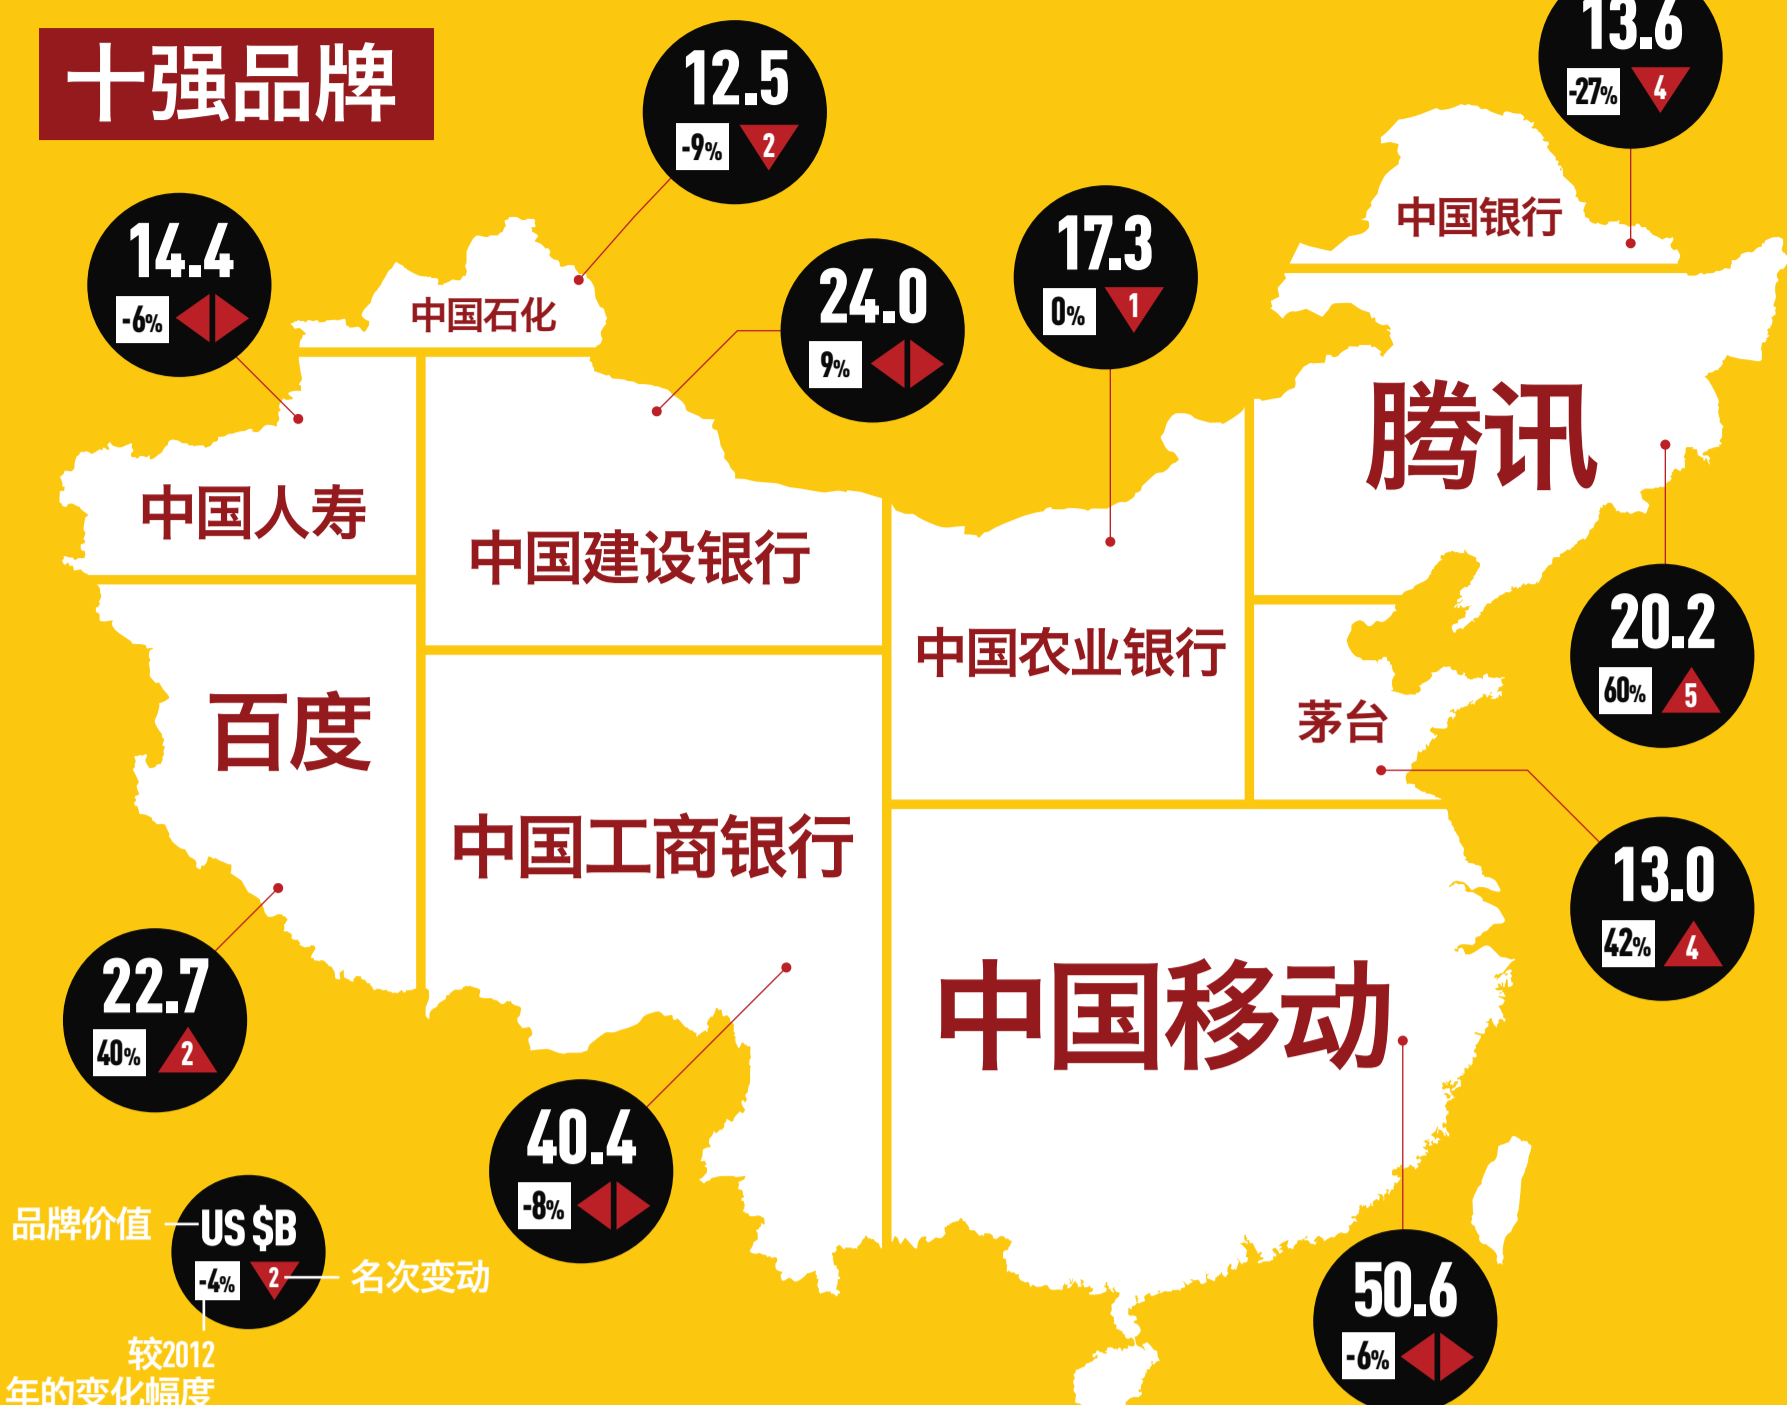 十强品牌
12.5
-9% 2
13.6
-27% 4
14.4
-6%
24.0
9%
17.3
0% 1
中国银行
中国石化
腾讯
中国人寿
中国建设银行
中国农业银行
20.2
60% 5
百度
茅台
中国工商银行
13.0
42% 4
22.7
40% 2
中国移动
40.4
-8%
50.6
-6%
品牌价值
US $B
-4% 2
名次变动
较2012
年的变化幅度